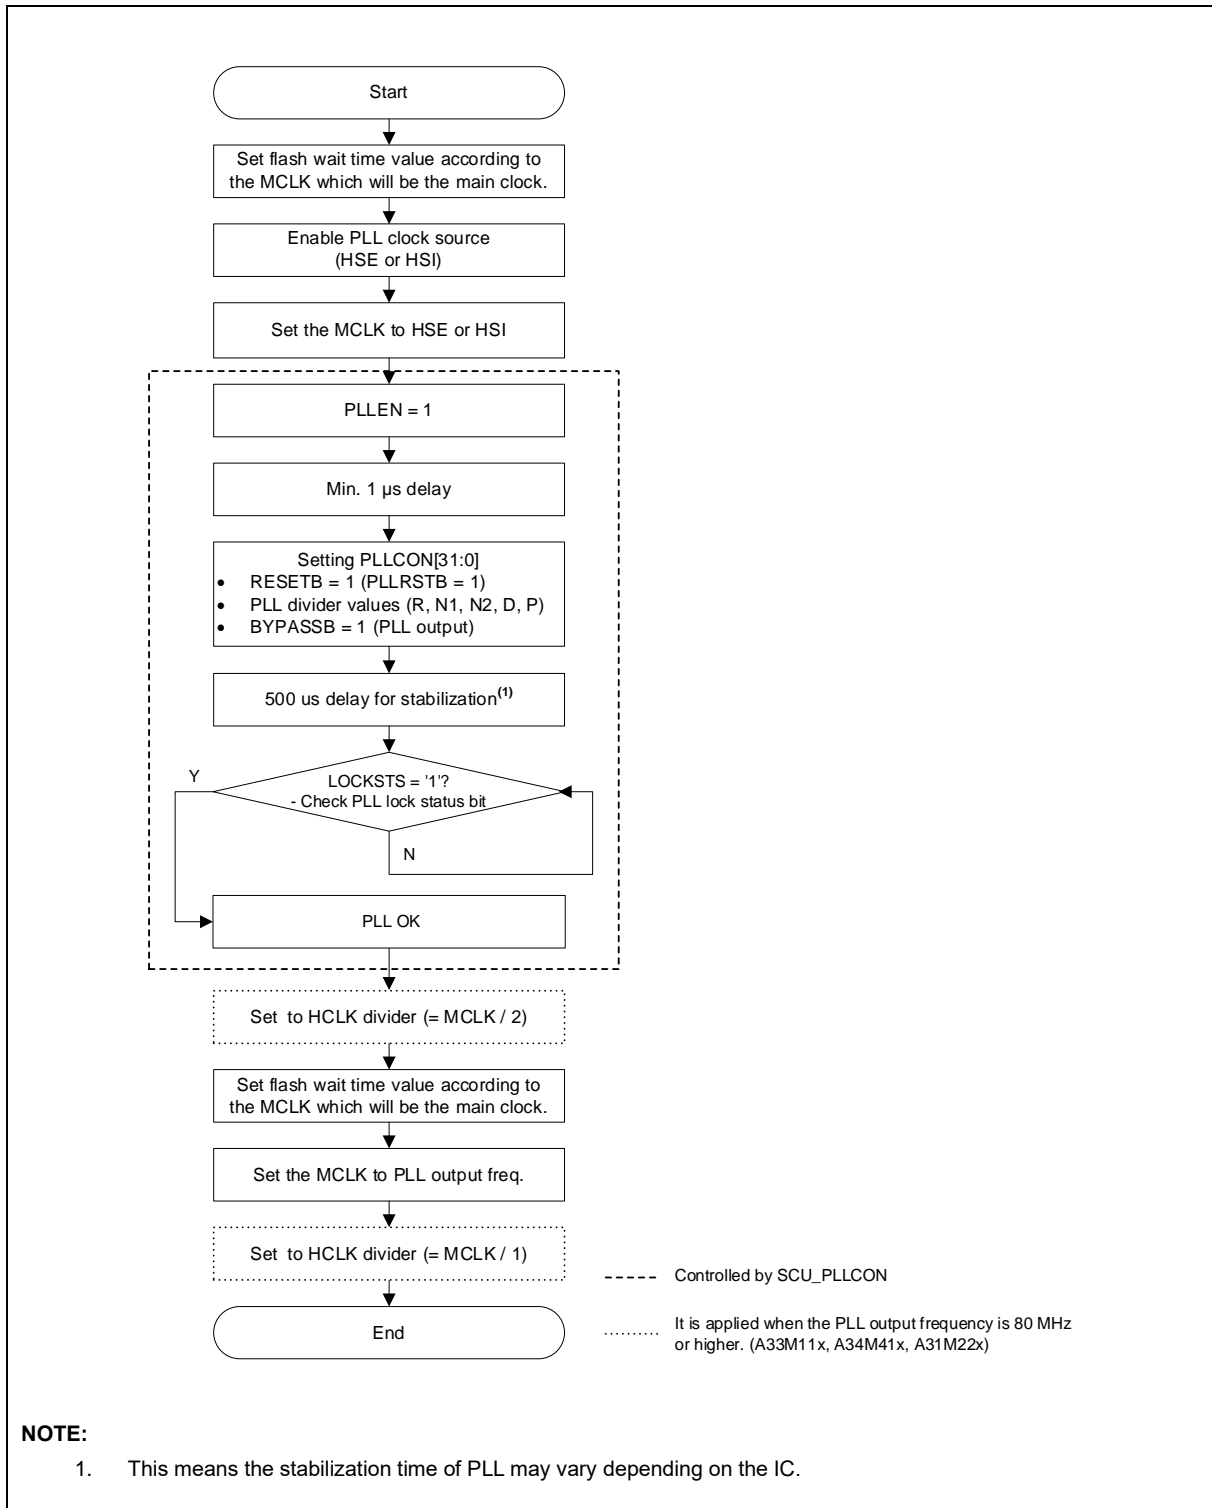 Start
Set flash wait time value according to
the MCLK which will be the main clock.
Enable PLL clock source
(HSE or HSI)
Set the MCLK to HSE or HSI
PLLEN = 1
Min. 1 µs delay
Setting PLLCON[31:0]
• RESETB = 1 (PLLRSTB = 1)
• PLL divider values (R, N1, N2, D, P)
• BYPASSB = 1 (PLL output)
500 us delay for stabilization(1)
Y
LOCKSTS = '1'?
- Check PLL lock status bit
N
PLL OK
Set to HCLK divider (= MCLK / 2)
Set flash wait time value according to
the MCLK which will be the main clock.
Set the MCLK to PLL output freq.
Set to HCLK divider (= MCLK / 1)
End
Controlled by SCU_PLLCON
It is applied when the PLL output frequency is 80 MHz
or higher. (A33M11x, A34M41x, A31M22x)
NOTE:
1. This means the stabilization time of PLL may vary depending on the IC.